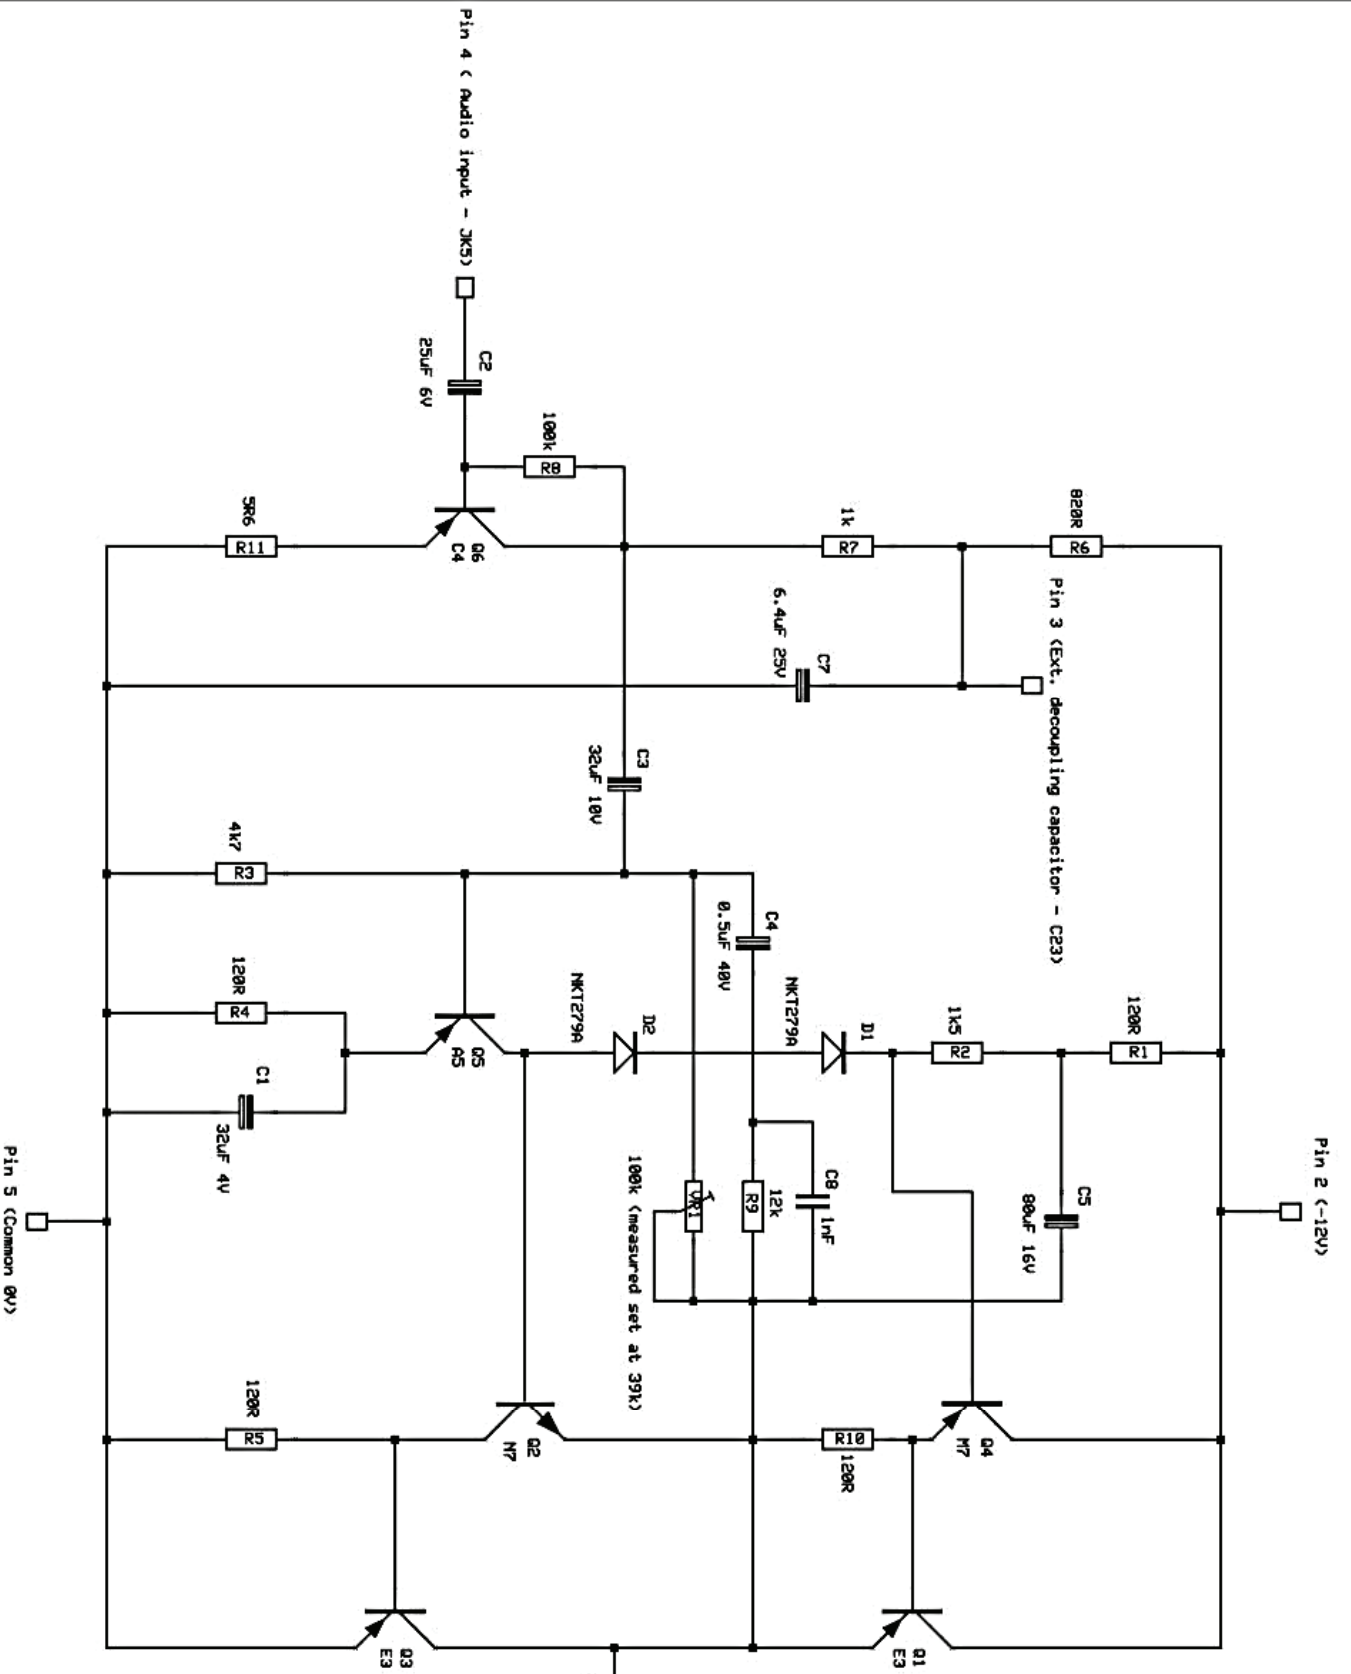 Pin 4 ( Audio input - JK5)
C2
25uF 6V
100k
R8
5R6
R11
Q6
C4
1k
R7
820R
R6
Pin 3 (Ext. decoupling capacitor - C23)
C7
6.4uF 25V
C3
32uF 10V
4k7
R3
C4
0.5uF 40V
120R
R4
C1
32uF 4V
Q5
A5
D2
NKT279A
D1
NKT279A
1k5
R2
120R
R1
C5
80uF 16V
C8
1nF
12k
R9
VR1
100k (measured set at 39k)
Pin 2 (-12V)
Pin 5 (Common 0V)
120R
R5
Q2
N7
R10
120R
Q4
M7
Q3
E3
Q1
E3